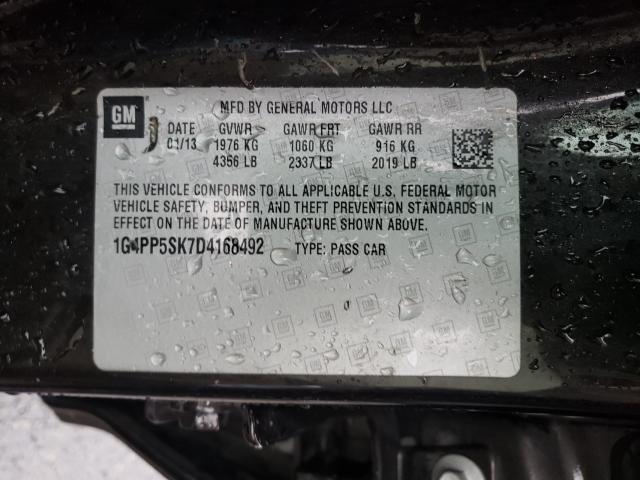 GM
MFD BY GENERAL MOTORS LLC
DATE GVWR GAWR FRT GAWR RR
01/13 1976 KG 1060 KG 916 KG
4356 LB 2337 LB 2019 LB
THIS VEHICLE CONFORMS TO ALL APPLICABLE U.S. FEDERAL MOTOR
VEHICLE SAFETY, BUMPER, AND THEFT PREVENTION STANDARDS IN
EFFECT ON THE DATE OF MANUFACTURE SHOWN ABOVE.
1G4PP5SK7D4168492 TYPE: PASS CAR